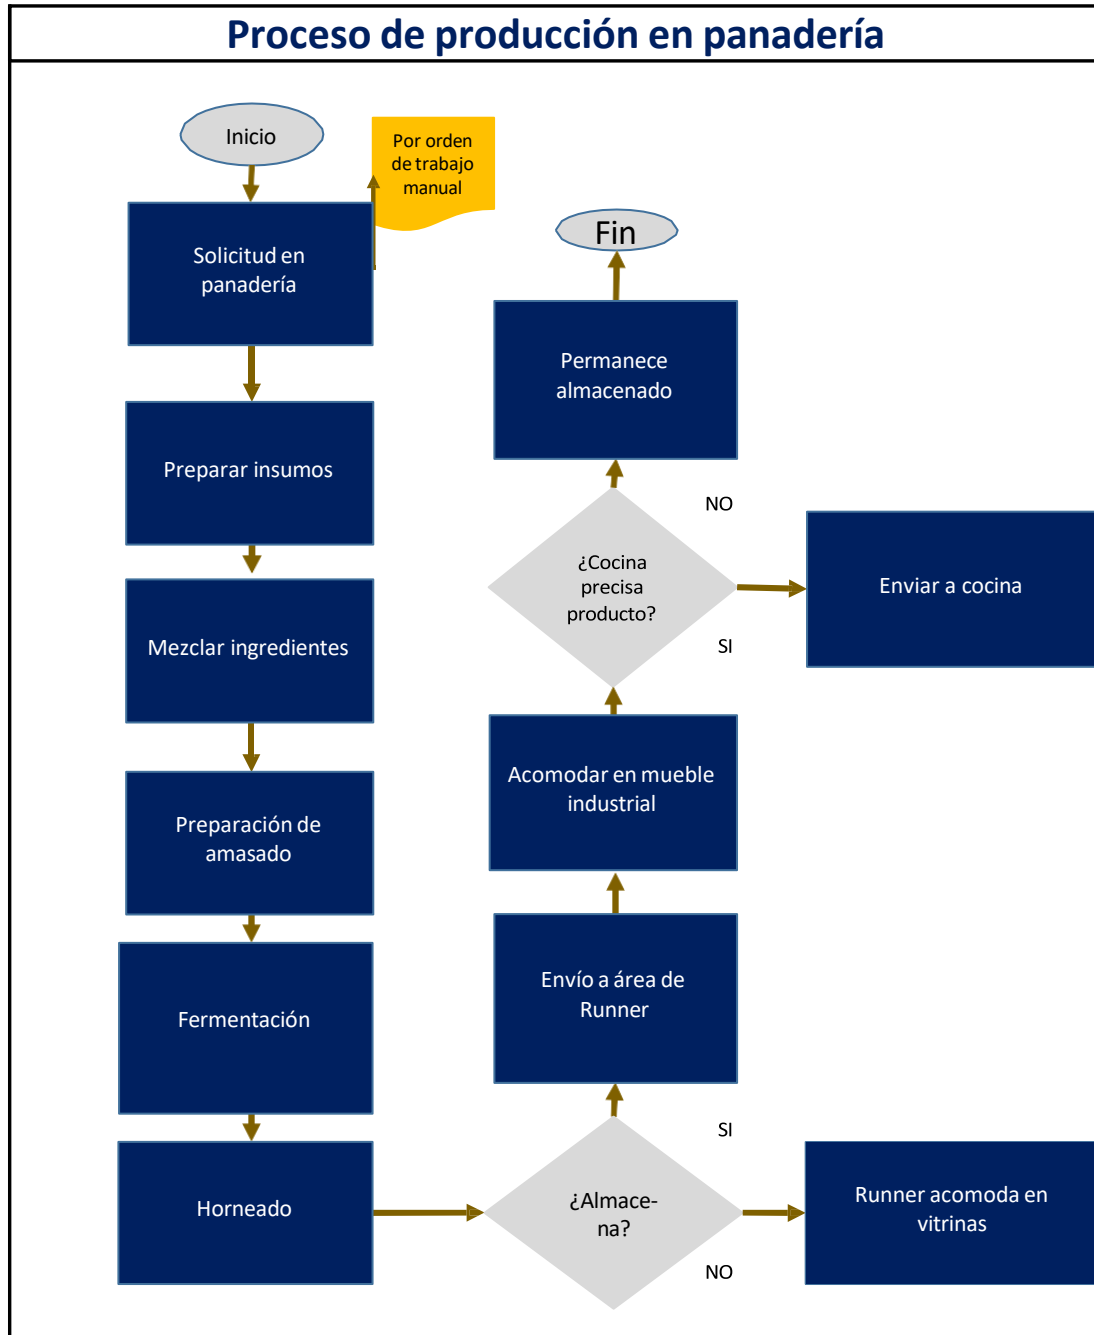 Proceso de producción en panadería
Inicio
Por orden
de trabajo
manual
Solicitud en
panadería
Preparar insumos
Mezclar ingredientes
Preparación de
amasado
Fermentación
Horneado
¿Almace-
na?
SI
NO
Runner acomoda en
vitrinas
Envío a área de
Runner
Acomodar en mueble
industrial
¿Cocina
precisa
producto?
NO
SI
Enviar a cocina
Permanece
almacenado
Fin